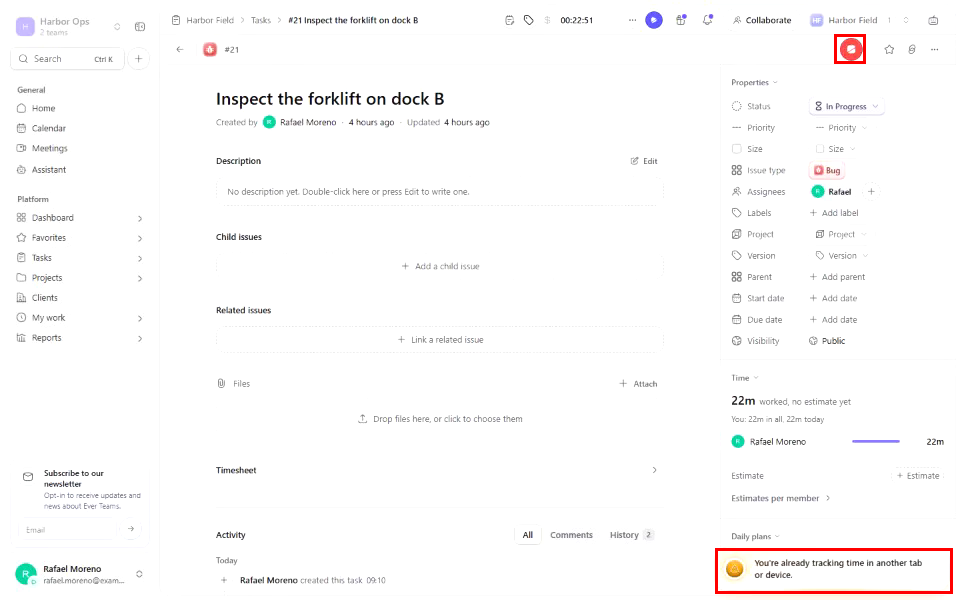 H
Harbor Ops
2 teams
Search
Ctrl K
General
Home
Calendar
Meetings
Assistant
Platform
Dashboard
Favorites
Tasks
Projects
Clients
My work
Reports
Subscribe to our
newsletter
Opt-in to receive updates and
news about Ever Teams.
Email
R
D
Rafael Moreno
rafael.moreno@exam...
Harbor Field
Tasks
#21 Inspect the forklift on dock B
00:22:51
Collaborate
HF
Harbor Field
1
#21
Inspect the forklift on dock B
Created by R Rafael Moreno · 4 hours ago · Updated 4 hours ago
Description
Edit
No description yet. Double-click here or press Edit to write one.
Child issues
+ Add a child issue
Related issues
+ Link a related issue
Files
+ Attach
Drop files here, or click to choose them
Timesheet
Activity
All
Comments
History 2
Today
+ Rafael Moreno created this task 09:10
Properties
Status
In Progress
Priority
Priority
Size
Size
Issue type
Bug
Assignees
R Rafael +
Labels
+ Add label
Project
Project
Version
Version
Parent
+ Add parent
Start date
+ Add date
Due date
+ Add date
Visibility
Public
Time
22m worked, no estimate yet
You: 22m in all, 22m today
R Rafael Moreno
22m
Estimate
+ Estimate
Estimates per member
Daily plans
You're already tracking time in another tab
or device.